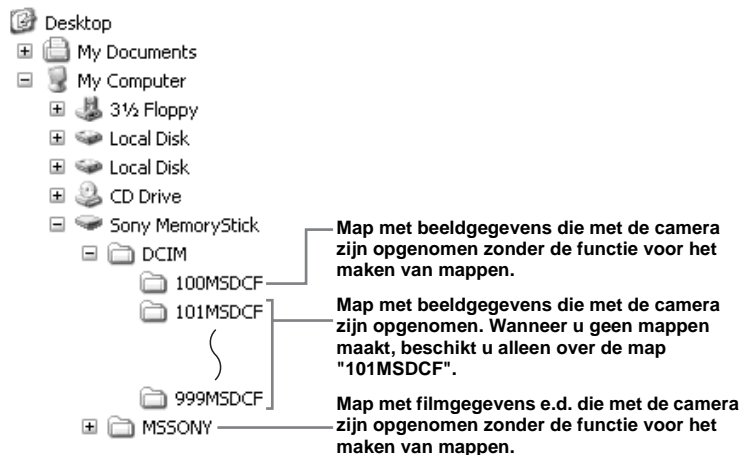 Desktop
My Documents
My Computer
3½ Floppy
Local Disk
Local Disk
CD Drive
Sony MemoryStick
DCIM
100MSDCF
101MSDCF
999MSDCF
MSSONY
Map met beeldgegevens die met de camera
zijn opgenomen zonder de functie voor het
maken van mappen.
Map met beeldgegevens die met de camera
zijn opgenomen. Wanneer u geen mappen
maakt, beschikt u alleen over de map
"101MSDCF".
Map met filmgegevens e.d. die met de camera
zijn opgenomen zonder de functie voor het
maken van mappen.